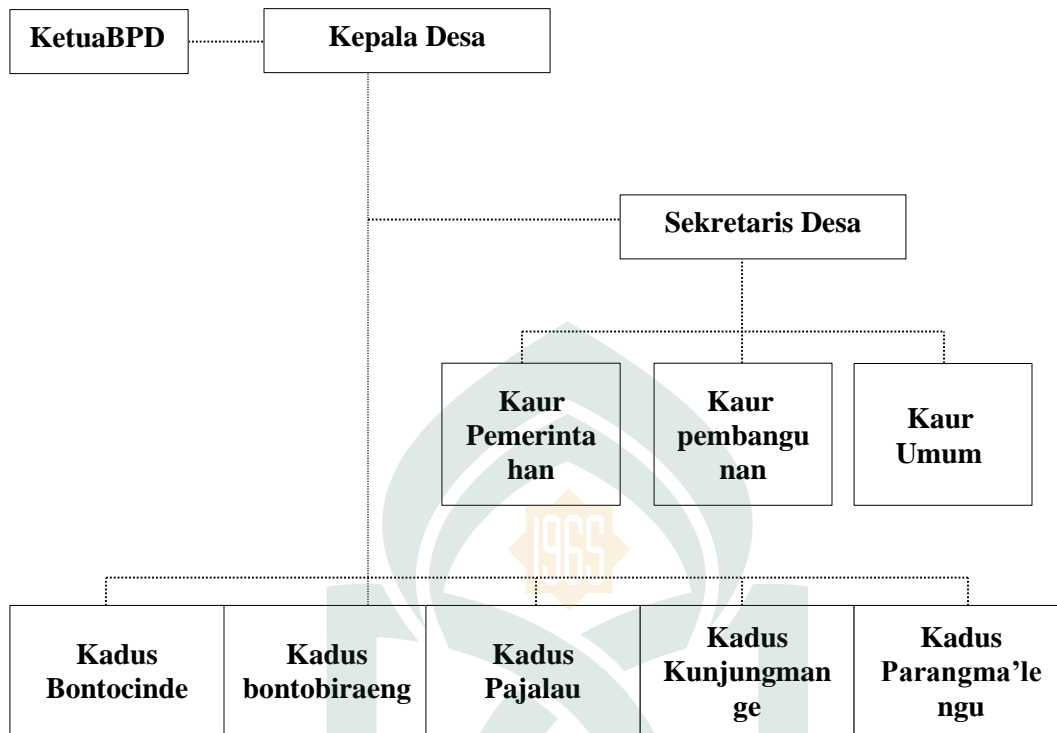 KetuaBPD
Kepala Desa
Sekretaris Desa
Kaur
Pemerinta
han
Kaur
pembangu
nan
Kaur
Umum
1965
Kadus
Bontocinde
Kadus
bontobiraeng
Kadus
Pajalau
Kadus
Kunjungman
ge
Kadus
Parangma’le
ngu